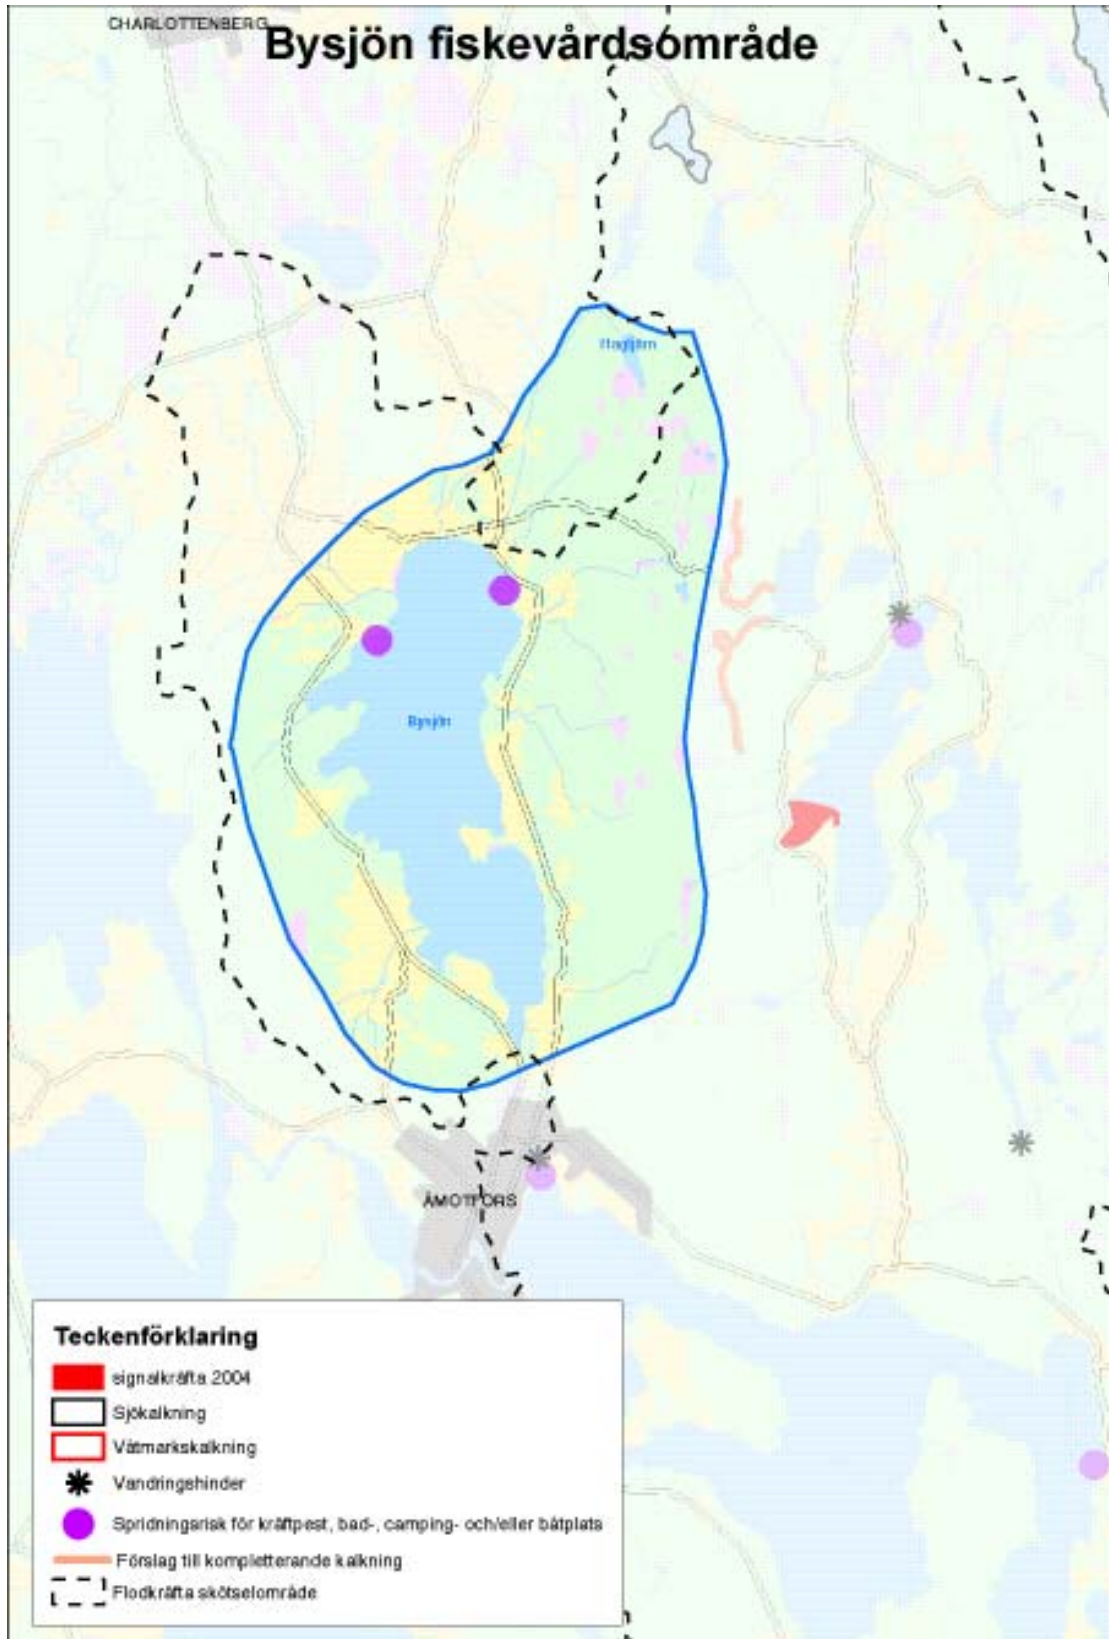 CHARLOTTENBERG
Bysjön fiskevårdsområde
Hagtjärn
Bysjön
ÅMOTFORS
Teckenförklaring
signalkräfta 2004
Sjökalkning
Våtmarkskalkning
Vandringshinder
Spridningsrisk för kräftpest, bad-, camping- och/eller båtplats
Förslag till kompletterande kalkning
Flodkräfta skötselområde